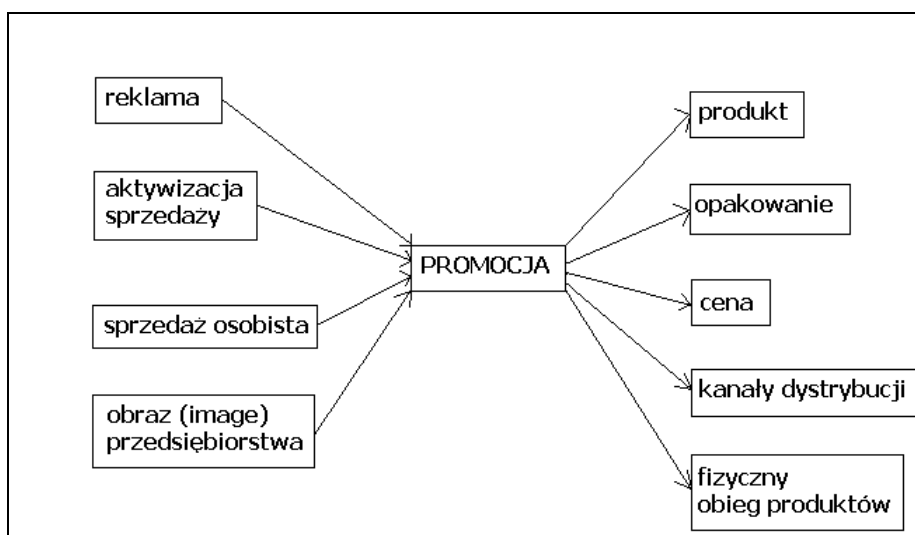 reklama
aktywizacja
sprzedaży
sprzedaż osobista
obraz (image)
przedsiębiorstwa
PROMOCJA
produkt
opakowanie
cena
kanały dystrybucji
fizyczny
obieg produktów